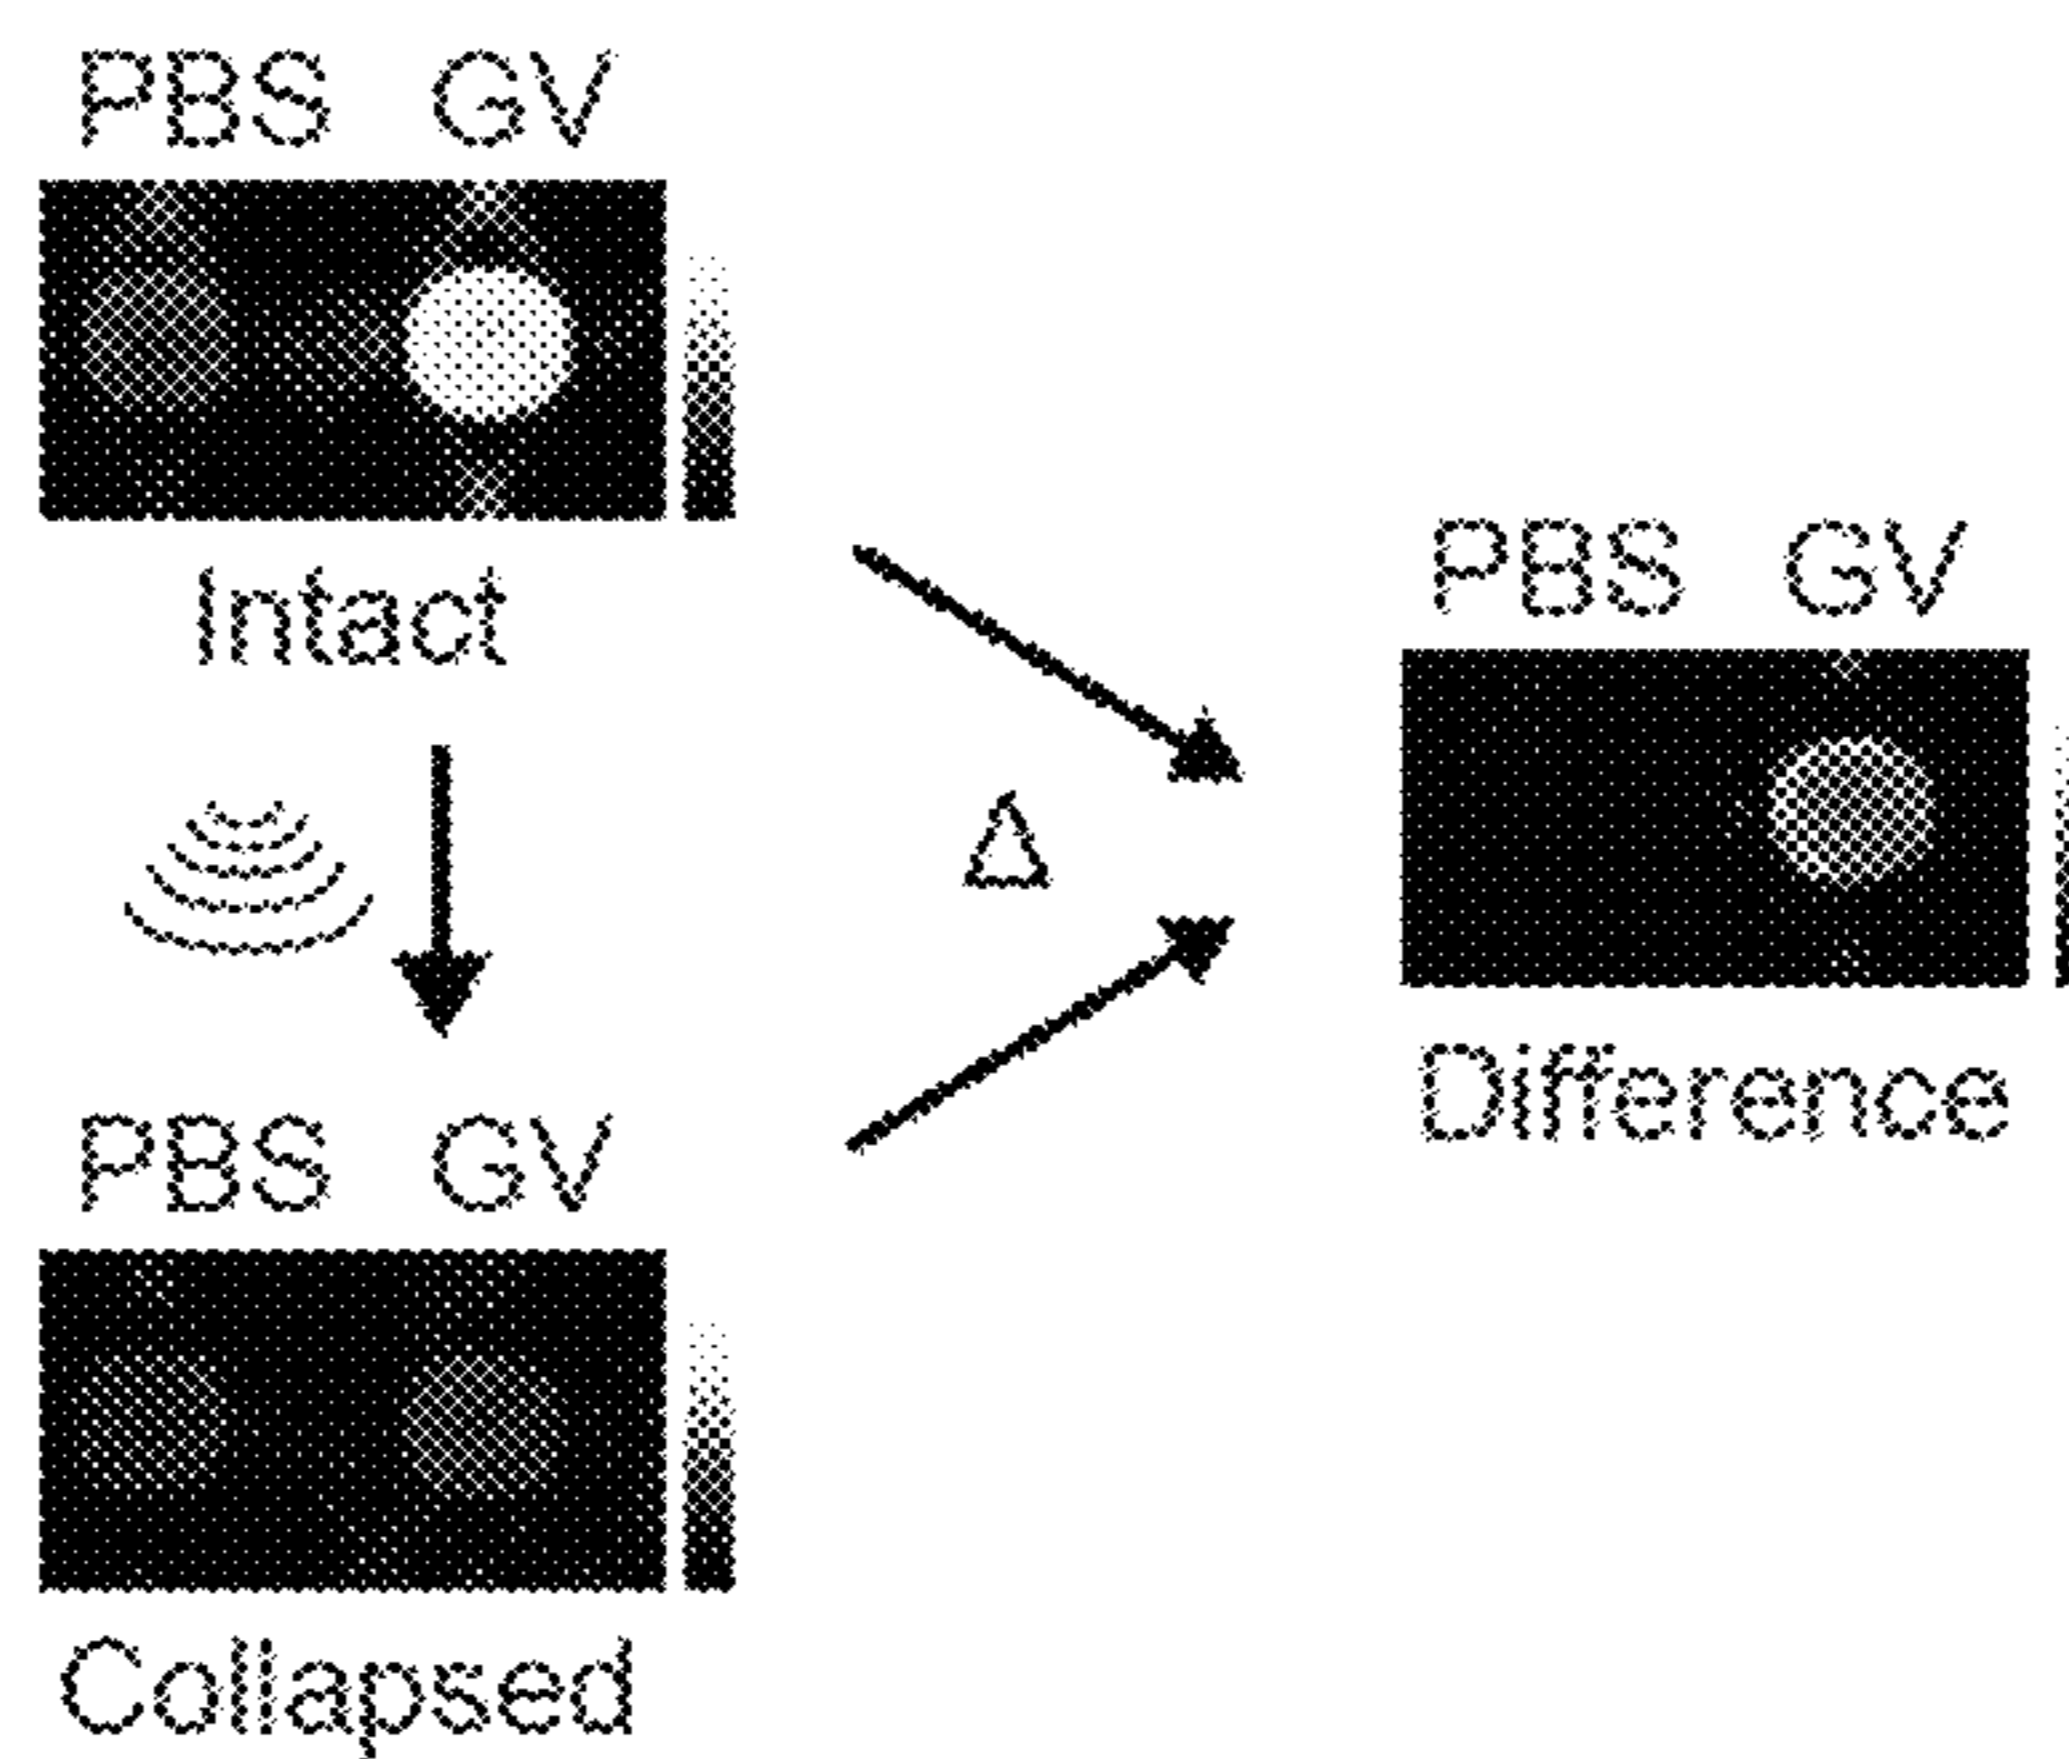 PBS GV
Intact
Δ
PBS GV
Difference
PBS GV
Collapsed